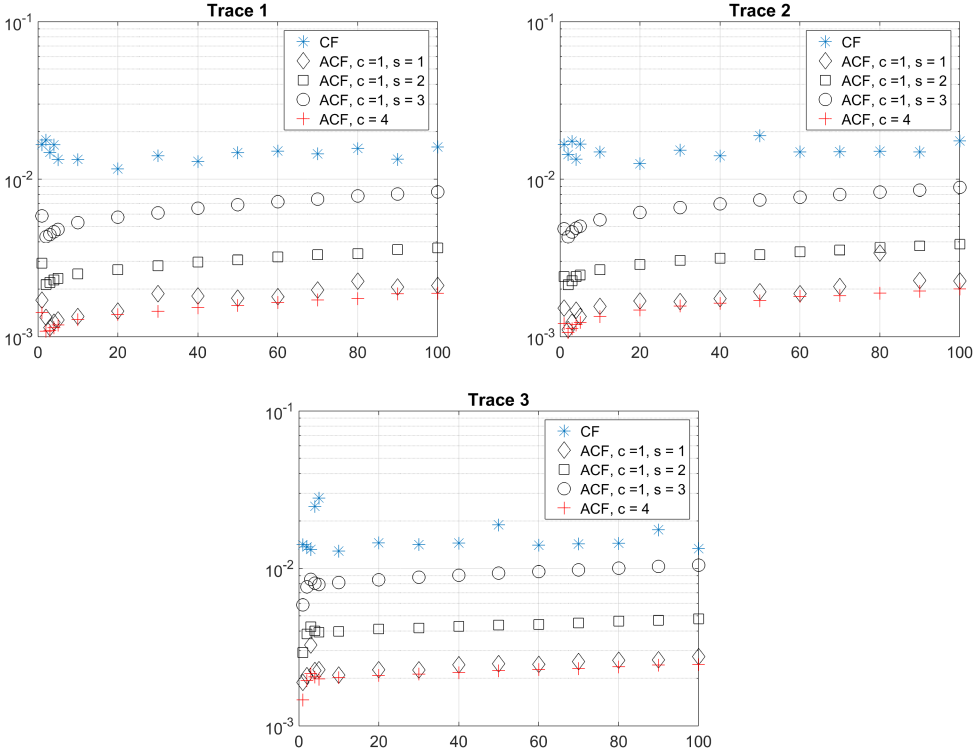 Trace 1
10^-1
10^-2
10^-3
0 20 40 60 80 100
CF
ACF, c =1, s = 1
ACF, c =1, s = 2
ACF, c =1, s = 3
ACF, c = 4
Trace 2
10^-1
10^-2
10^-3
0 20 40 60 80 100
CF
ACF, c =1, s = 1
ACF, c =1, s = 2
ACF, c =1, s = 3
ACF, c = 4
Trace 3
10^-1
10^-2
10^-3
0 20 40 60 80 100
CF
ACF, c =1, s = 1
ACF, c =1, s = 2
ACF, c =1, s = 3
ACF, c = 4